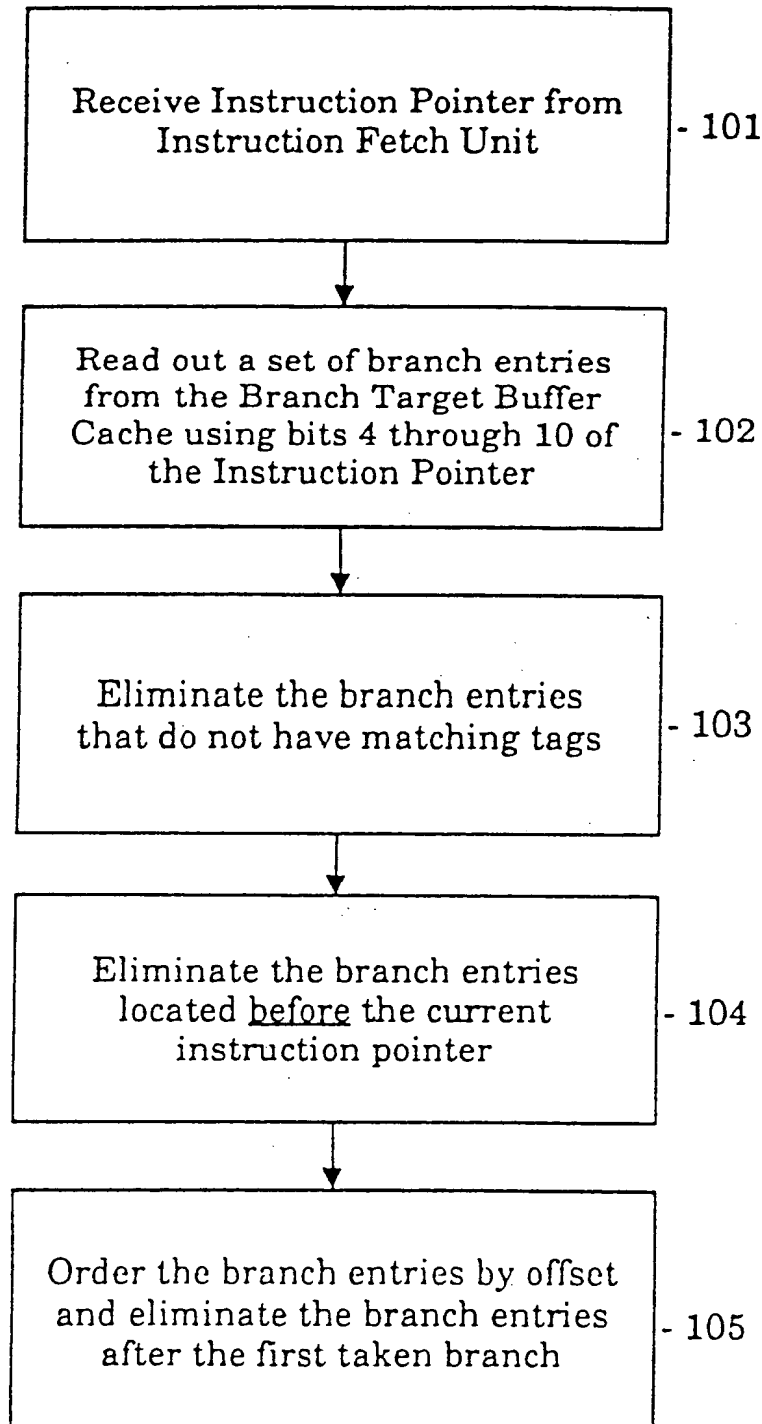 Receive Instruction Pointer from
Instruction Fetch Unit
- 101
Read out a set of branch entries
from the Branch Target Buffer
Cache using bits 4 through 10 of
the Instruction Pointer
- 102
Eliminate the branch entries
that do not have matching tags
- 103
Eliminate the branch entries
located before the current
instruction pointer
- 104
Order the branch entries by offset
and eliminate the branch entries
after the first taken branch
- 105